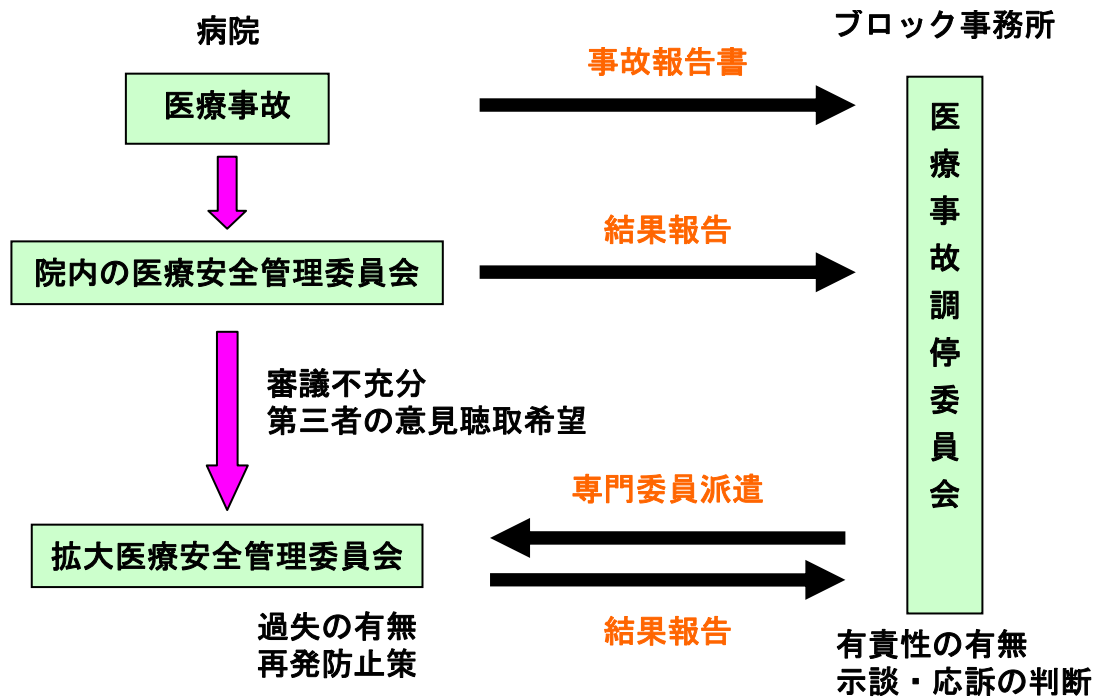 病院
ブロック事務所
事故報告書
医療事故
医療事故調停委員会
結果報告
院内の医療安全管理委員会
審議不充分
第三者の意見聴取希望
専門委員派遣
拡大医療安全管理委員会
結果報告
過失の有無
再発防止策
有責性の有無
示談・応訴の判断